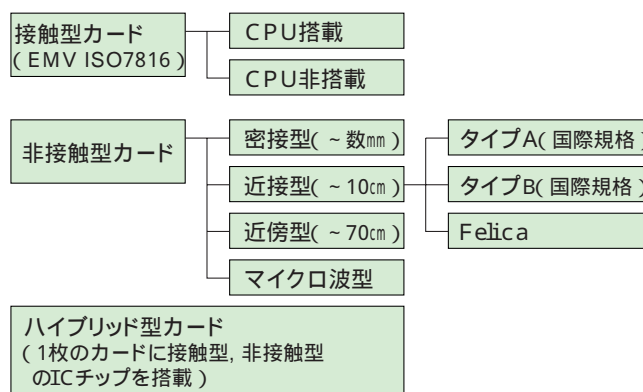 接触型カード
( EMV ISO7816 )
CPU搭載
CPU非搭載
非接触型カード
密接型( ~ 数㎜ )
近接型( ~ 10㎝ )
近傍型( ~ 70㎝ )
マイクロ波型
タイプA( 国際規格 )
タイプB( 国際規格 )
Felica
ハイブリッド型カード
( 1枚のカードに接触型, 非接触型
のICチップを搭載 )